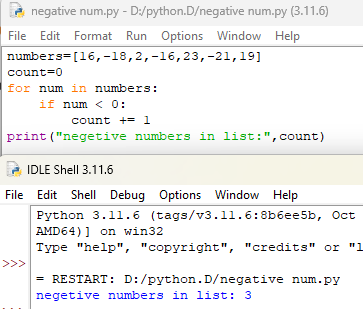 negative num.py - D:/python.D/negative num.py (3.11.6)
File Edit Format Run Options Window Help
numbers=[16,-18,2,-16,23,-21,19]
count=0
for num in numbers:
    if num < 0:
        count += 1
print("negetive numbers in list:",count)
IDLE Shell 3.11.6
File Edit Shell Debug Options Window Help
Python 3.11.6 (tags/v3.11.6:8b6ee5b, Oct
AMD64)] on win32
Type "help", "copyright", "credits" or "l
>>>
= RESTART: D:/python.D/negative num.py
negetive numbers in list: 3
>>>